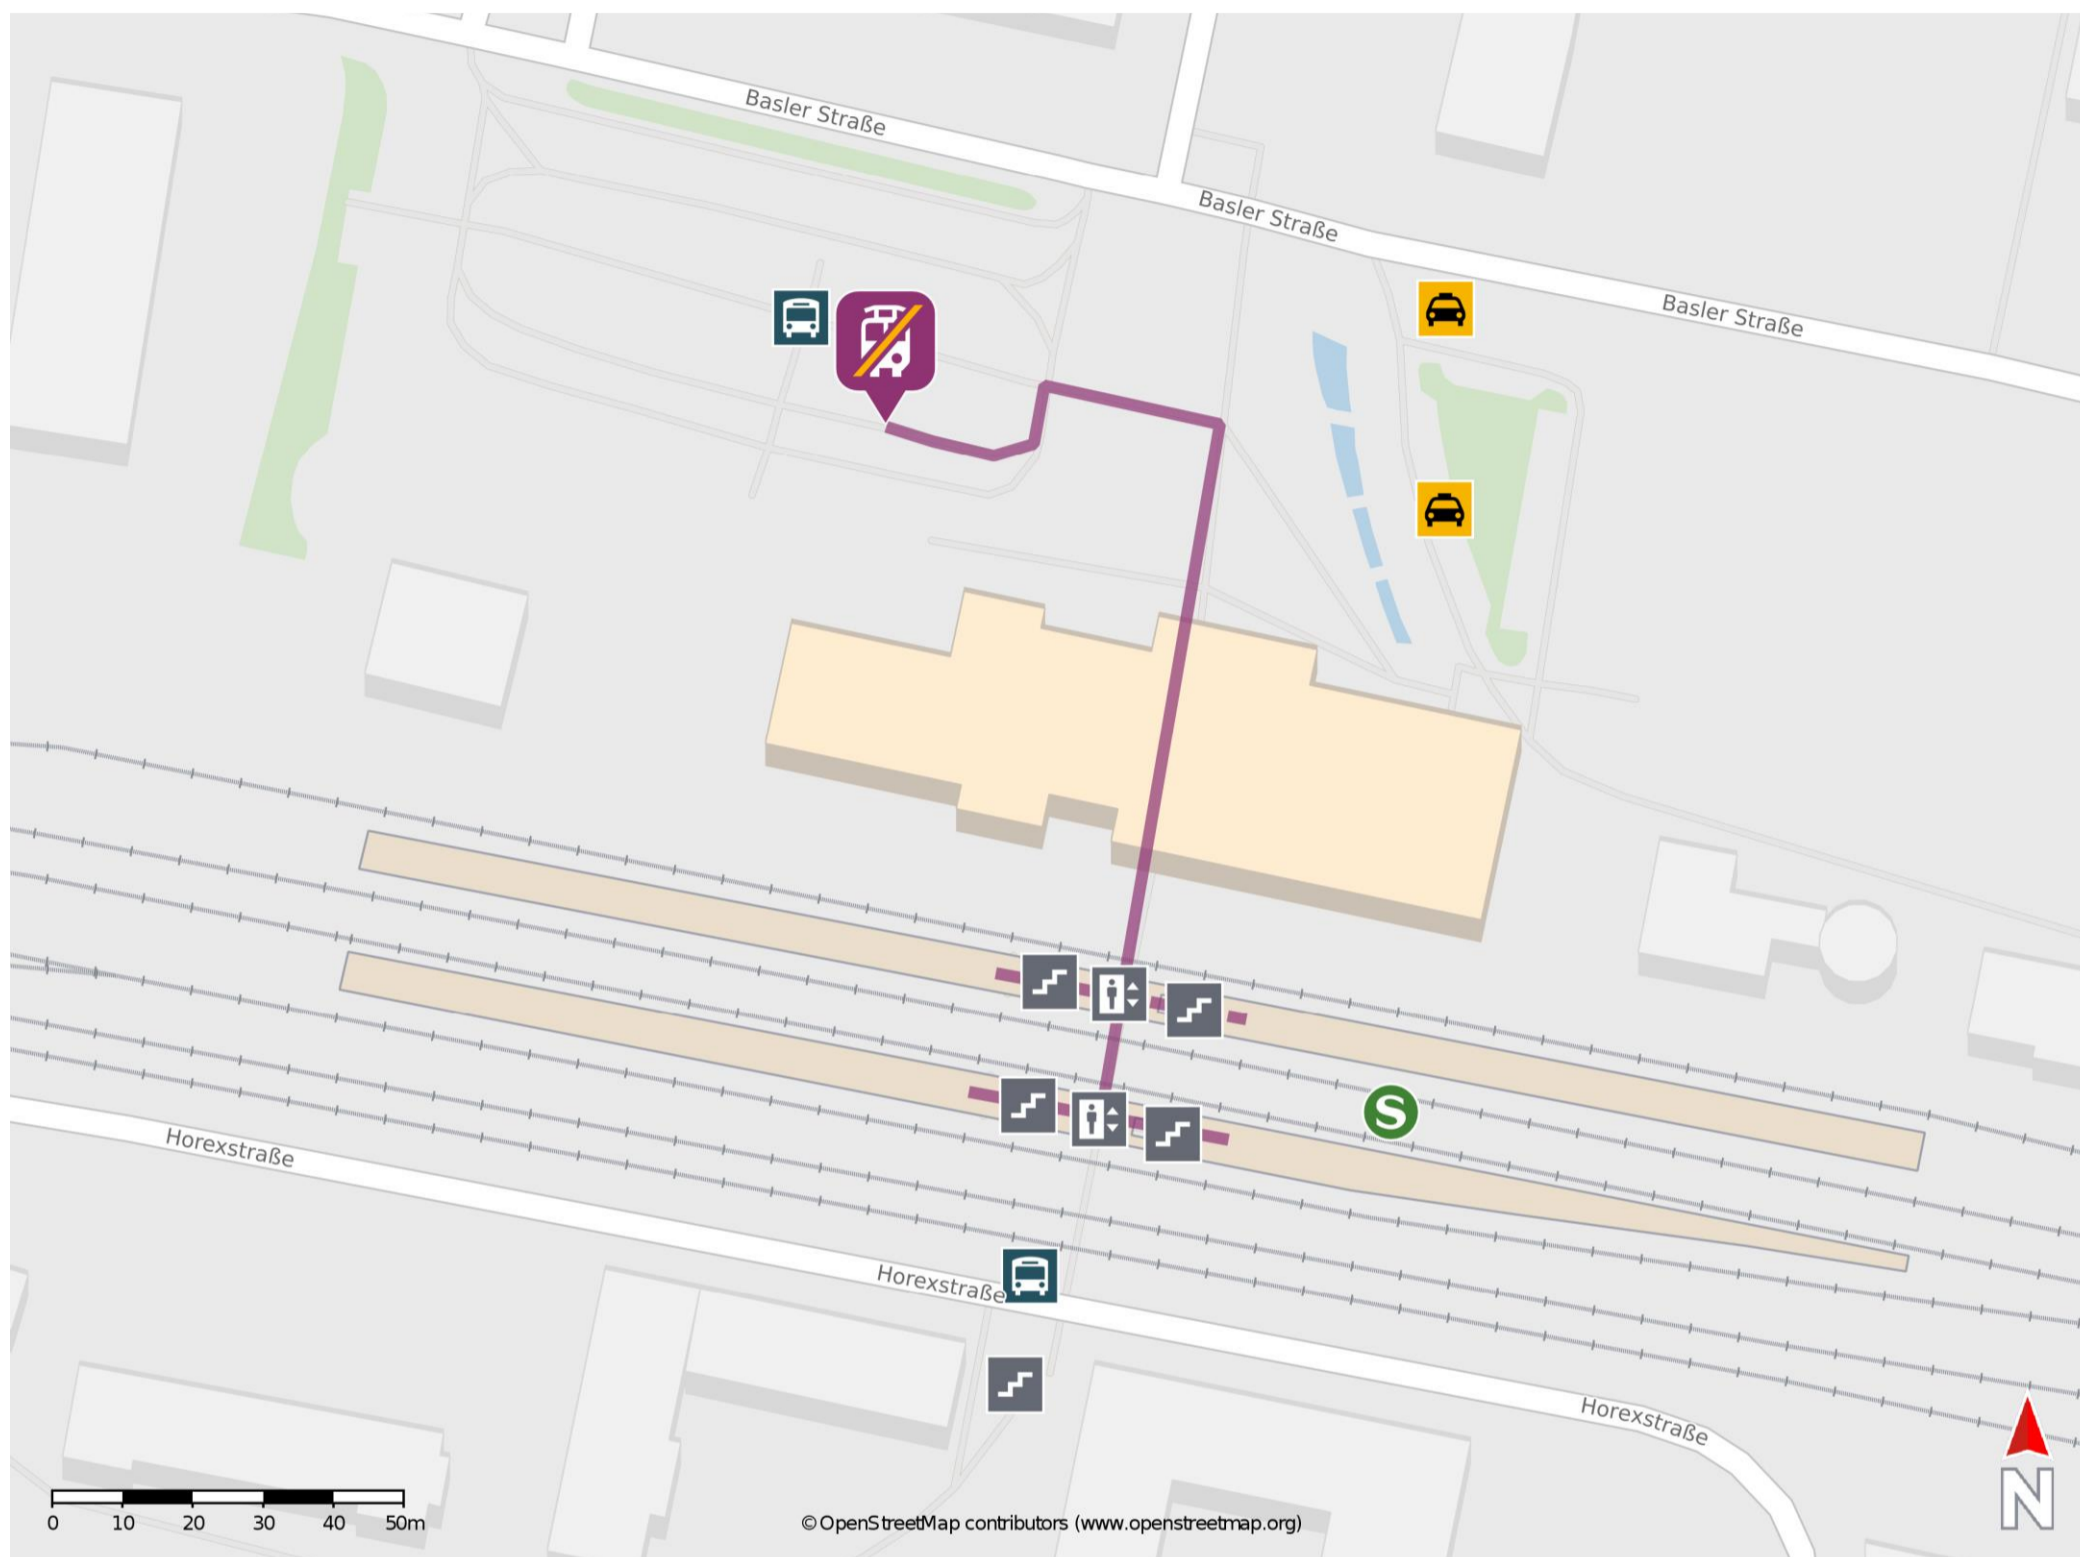 Basler Straße
Basler Straße
Basler Straße
S
Horexstraße
Horexstraße
Horexstraße
N
0 10 20 30 40 50m
© OpenStreetMap contributors (www.openstreetmap.org)